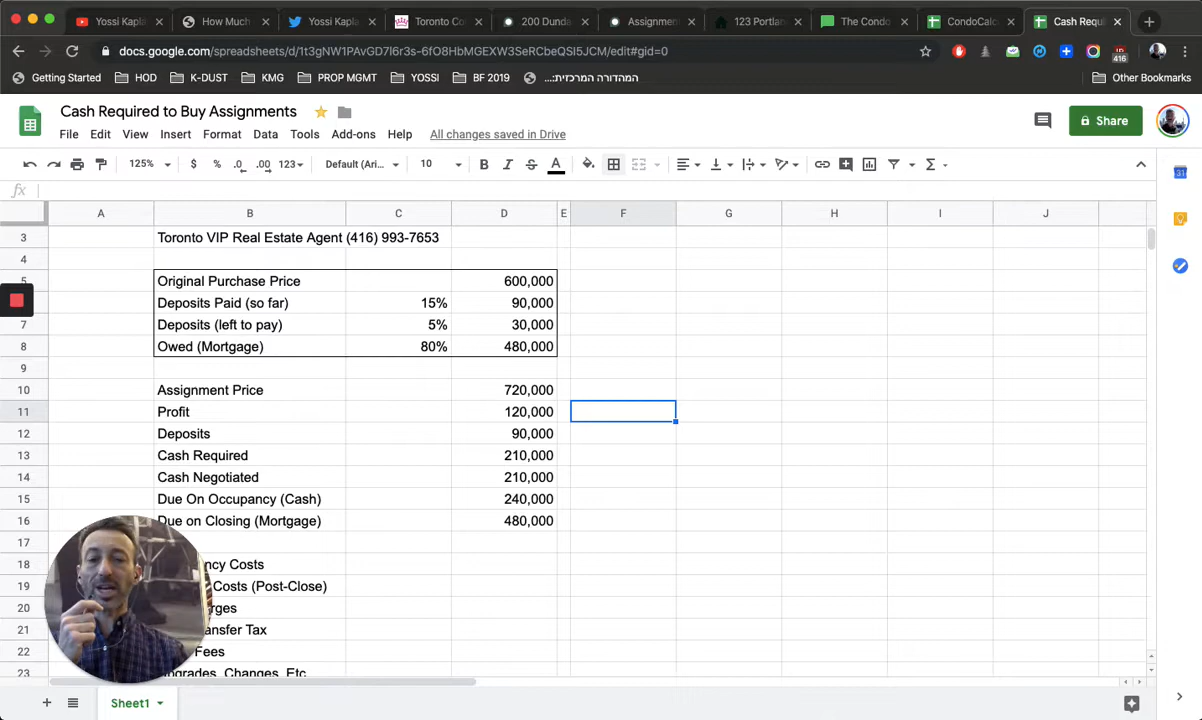 Yossi Kapla
How Much
Yossi Kapla
Toronto Co
200 Dunda
Assignmen
123 Portlan
The Condo
CondoCalc
Cash Requi
docs.google.com/spreadsheets/d/1t3gNW1PAvGD7I6r3s-6fO8HbMGEXW3SeRCbeQSI5JCM/edit#gid=0
416
Getting Started
HOD
K-DUST
KMG
PROP MGMT
YOSSI
BF 2019
המהדורה המרכזית:...
Other Bookmarks
Cash Required to Buy Assignments
File Edit View Insert Format Data Tools Add-ons Help All changes saved in Drive
Share
125% $ % .0 .00 123 Default (Ari... 10 B I S A
31
fx
A B C D E F G H I J
3 Toronto VIP Real Estate Agent (416) 993-7653
4
5 Original Purchase Price 600,000
Deposits Paid (so far) 15% 90,000
7 Deposits (left to pay) 5% 30,000
8 Owed (Mortgage) 80% 480,000
9
10 Assignment Price 720,000
11 Profit 120,000
12 Deposits 90,000
13 Cash Required 210,000
14 Cash Negotiated 210,000
15 Due On Occupancy (Cash) 240,000
16 Due on Closing (Mortgage) 480,000
17
18 ncy Costs
19 Costs (Post-Close)
20 rges
21 ansfer Tax
22 Fees
23 pgrades, Changes, Etc
Sheet1